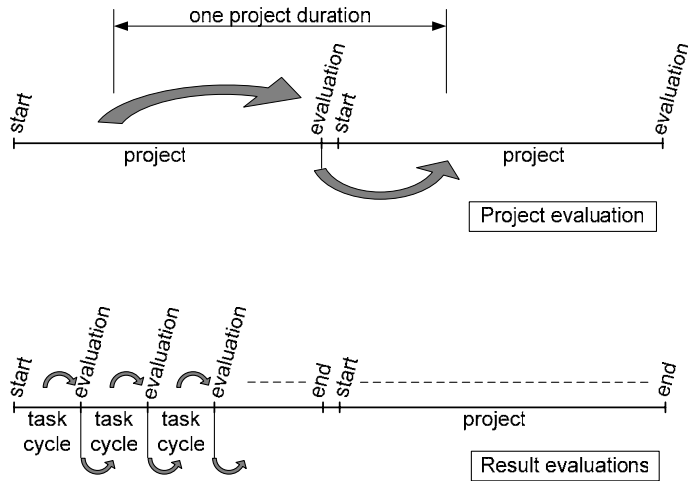 one project duration
start
evaluation
start
evaluation
project
project
Project evaluation
start
evaluation
evaluation
evaluation
end
start
end
task
cycle
task
cycle
task
cycle
project
Result evaluations